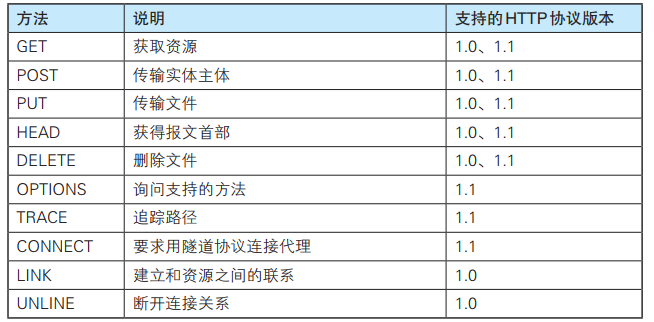 方法 说明 支持的HTTP协议版本
GET 获取资源 1.0、1.1
POST 传输实体主体 1.0、1.1
PUT 传输文件 1.0、1.1
HEAD 获得报文首部 1.0、1.1
DELETE 删除文件 1.0、1.1
OPTIONS 询问支持的方法 1.1
TRACE 追踪路径 1.1
CONNECT 要求用隧道协议连接代理 1.1
LINK 建立和资源之间的联系 1.0
UNLINE 断开连接关系 1.0